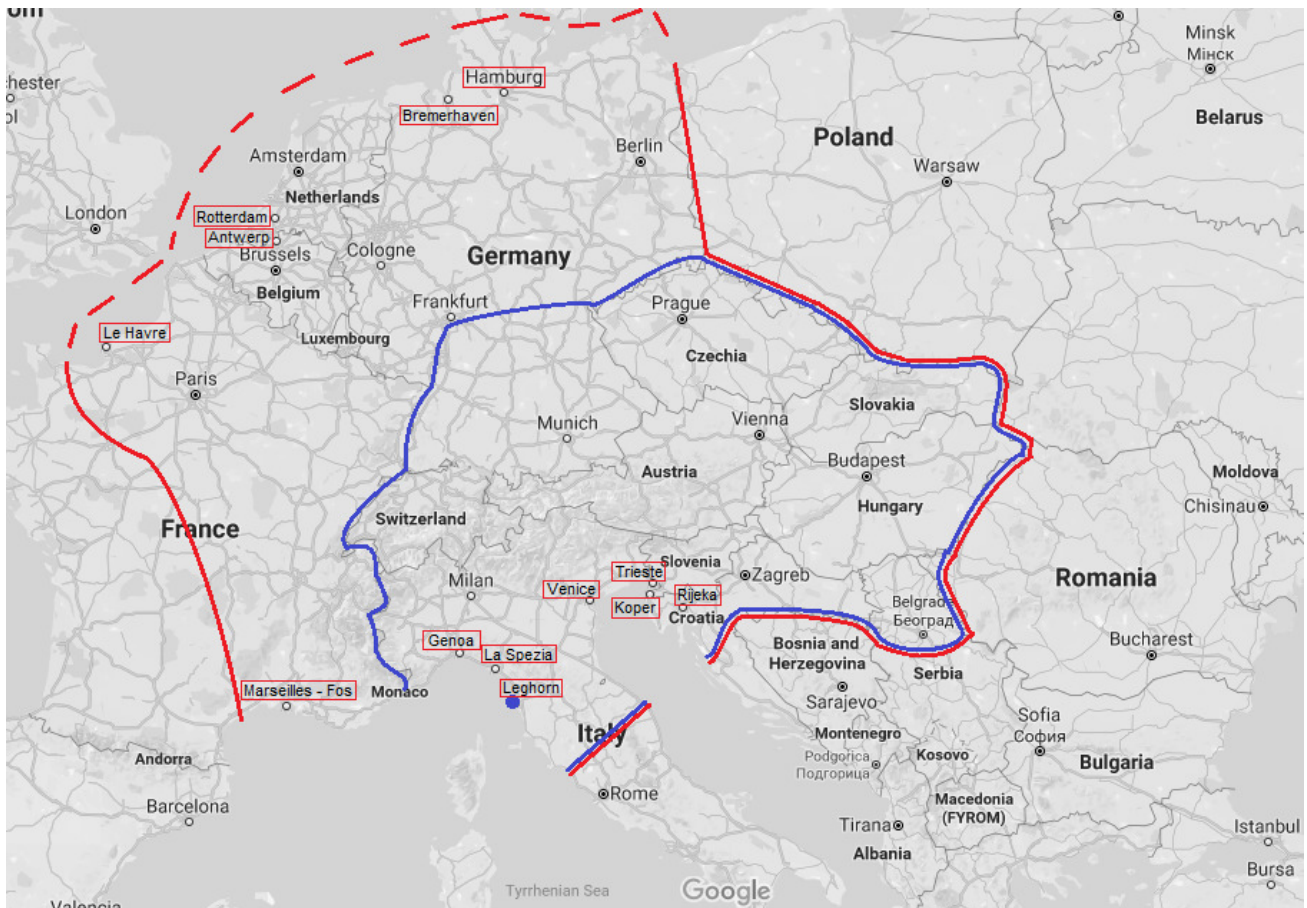 om
Minsk
Мінск
Hamburg
chester
ol
Bremerhaven
Belarus
Poland
Berlin
Amsterdam
Warsaw
Netherlands
London
Rotterdam
Antwerp
Cologne
Brussels
Germany
Belgium
Frankfurt
Prague
Le Havre
Luxembourg
Czechia
Paris
Slovakia
Munich
Vienna
Budapest
Moldova
Austria
Hungary
Chisinau
Switzerland
France
Slovenia
Trieste
Zagreb
Milan
Venice
Rijeka
Romania
Koper
Croatia
Belgrade
Београд
Genoa
Bosnia and
Herzegovina
Bucharest
La Spezia
Serbia
Marseilles - Fos
Monaco
Leghorn
Sarajevo
Sofia
София
Italy
Montenegro
Andorra
Kosovo
Podgorica
Подгорица
Bulgaria
Rome
Barcelona
Macedonia
(FYROM)
Tirana
Istanbul
Albania
Bursa
Tyrrhenian Sea
Google
Valencia